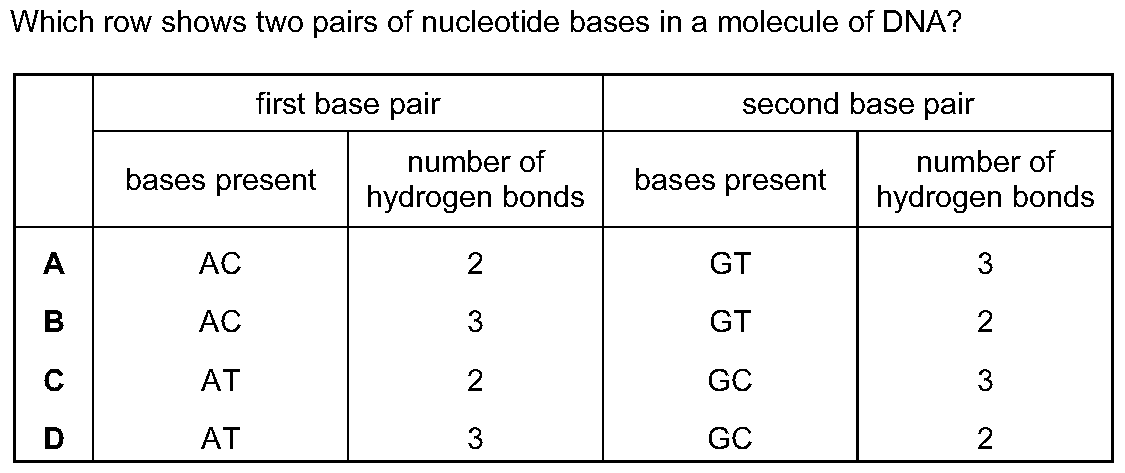 Which row shows two pairs of nucleotide bases in a molecule of DNA?
first base pair second base pair
bases present number of hydrogen bonds bases present number of hydrogen bonds
A AC 2 GT 3
B AC 3 GT 2
C AT 2 GC 3
D AT 3 GC 2